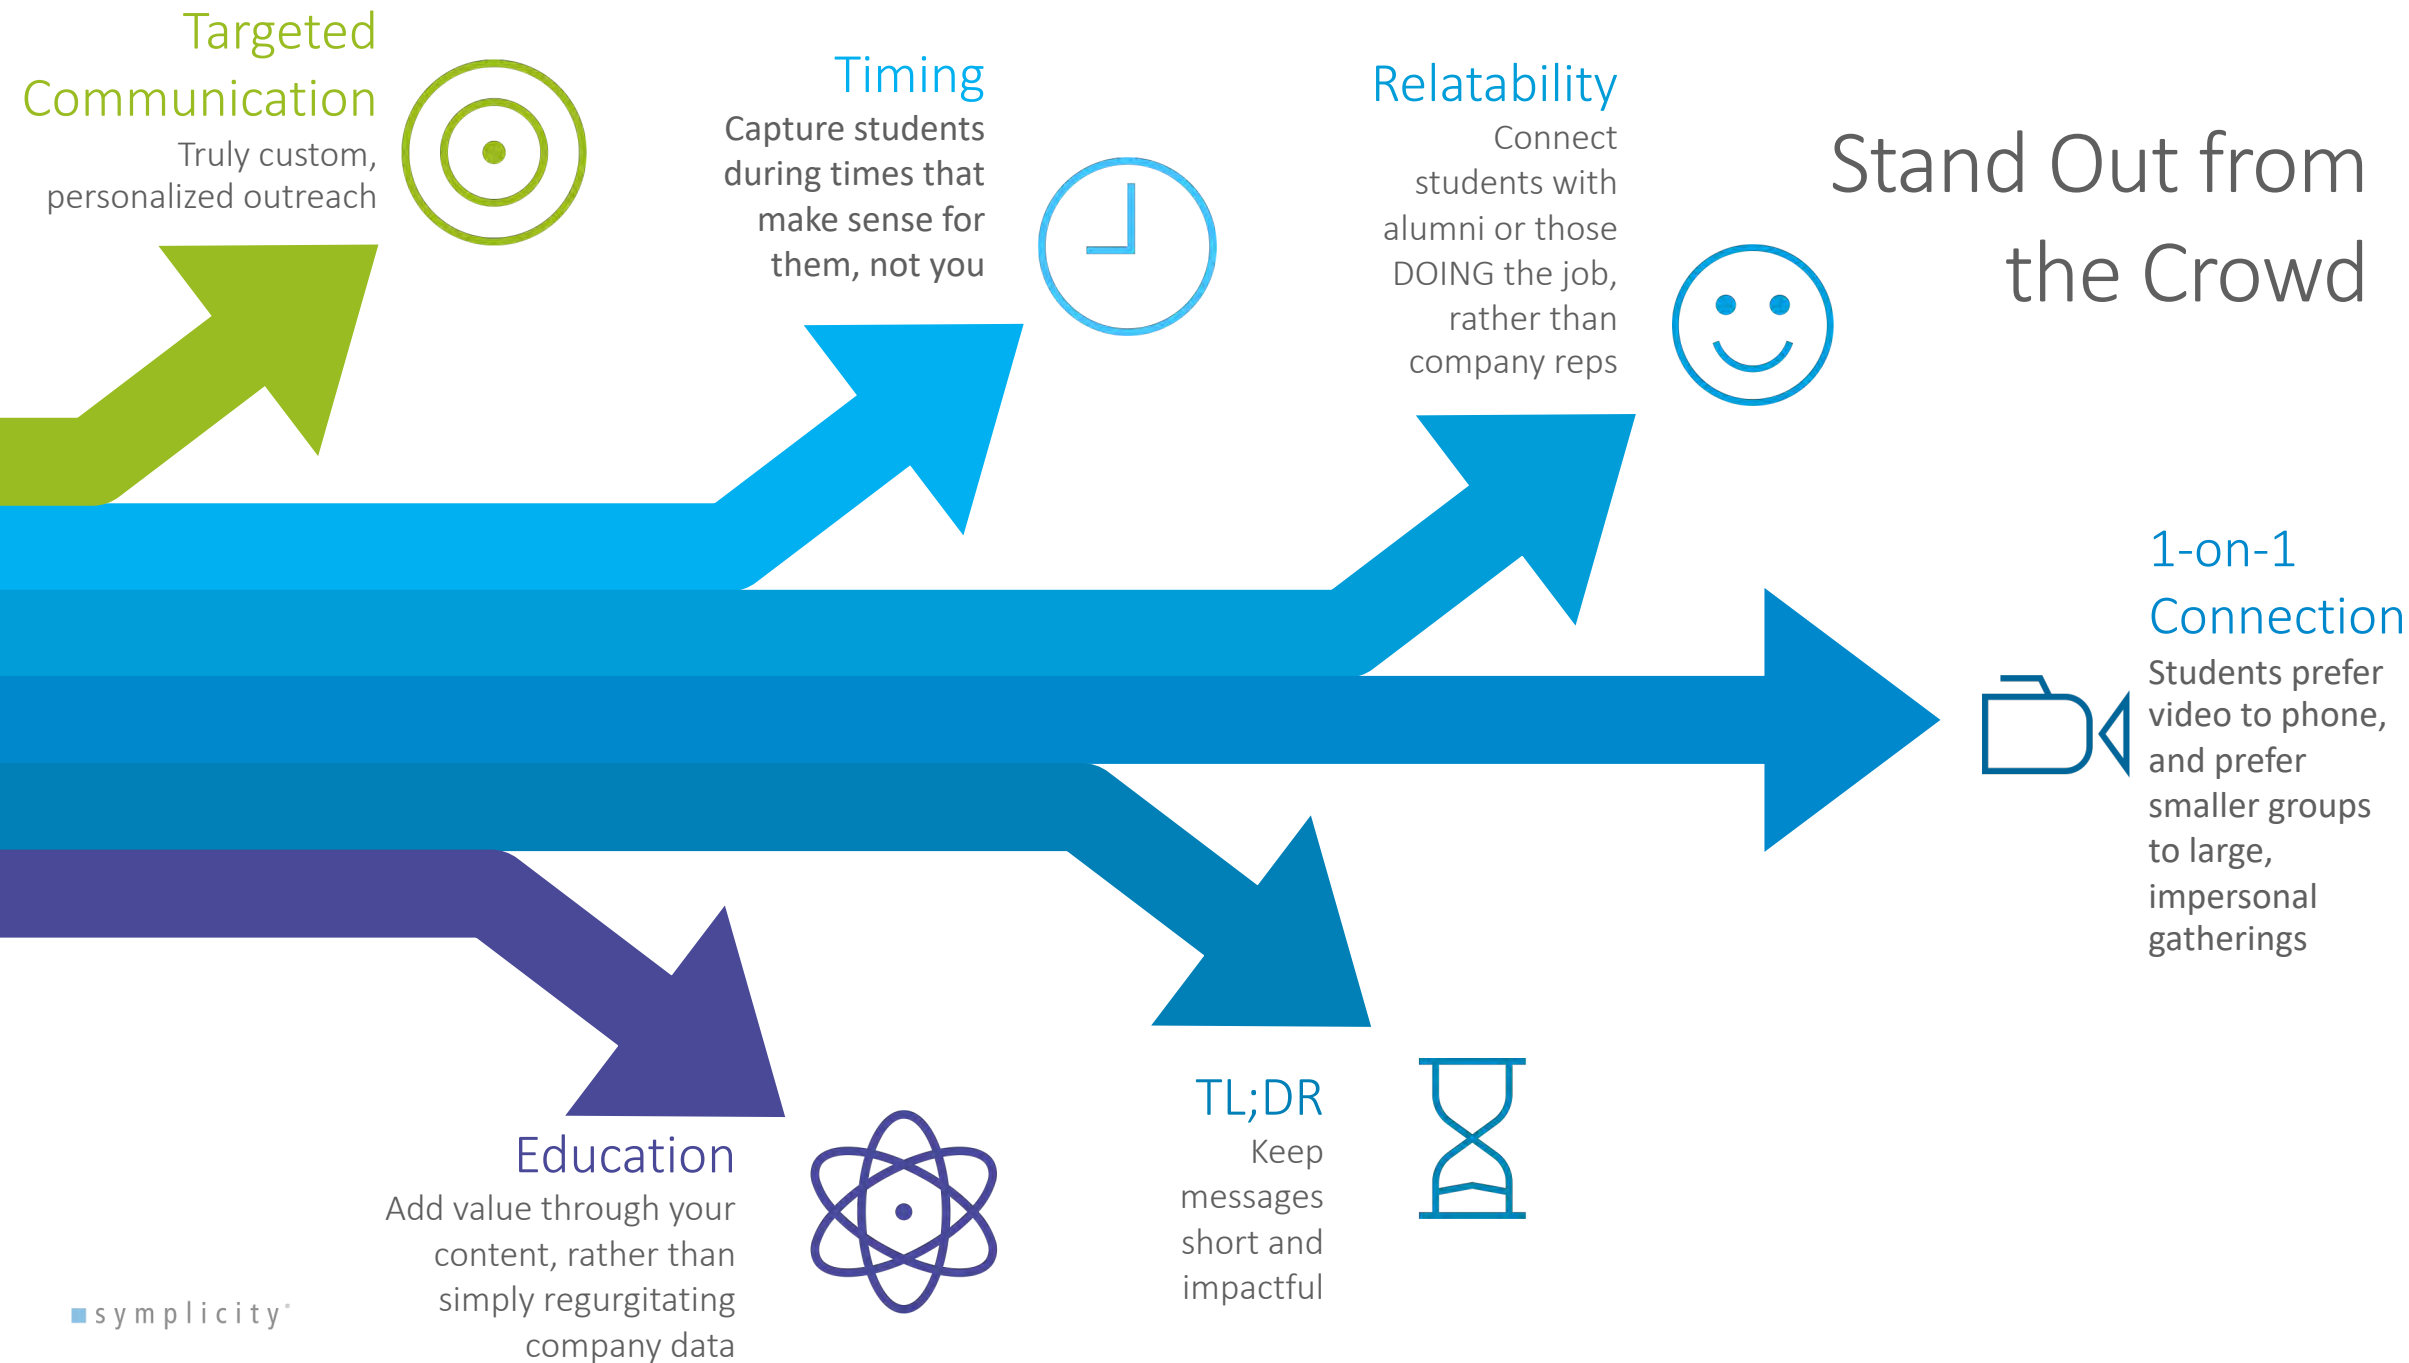 Targeted
Communication
Truly custom,
personalized outreach
Timing
Capture students
during times that
make sense for
them, not you
Relatability
Connect
students with
alumni or those
DOING the job,
rather than
company reps
Stand Out from
the Crowd
1-on-1
Connection
Students prefer
video to phone,
and prefer
smaller groups
to large,
impersonal
gatherings
Education
Add value through your
content, rather than
simply regurgitating
company data
TL;DR
Keep
messages
short and
impactful
symplicity